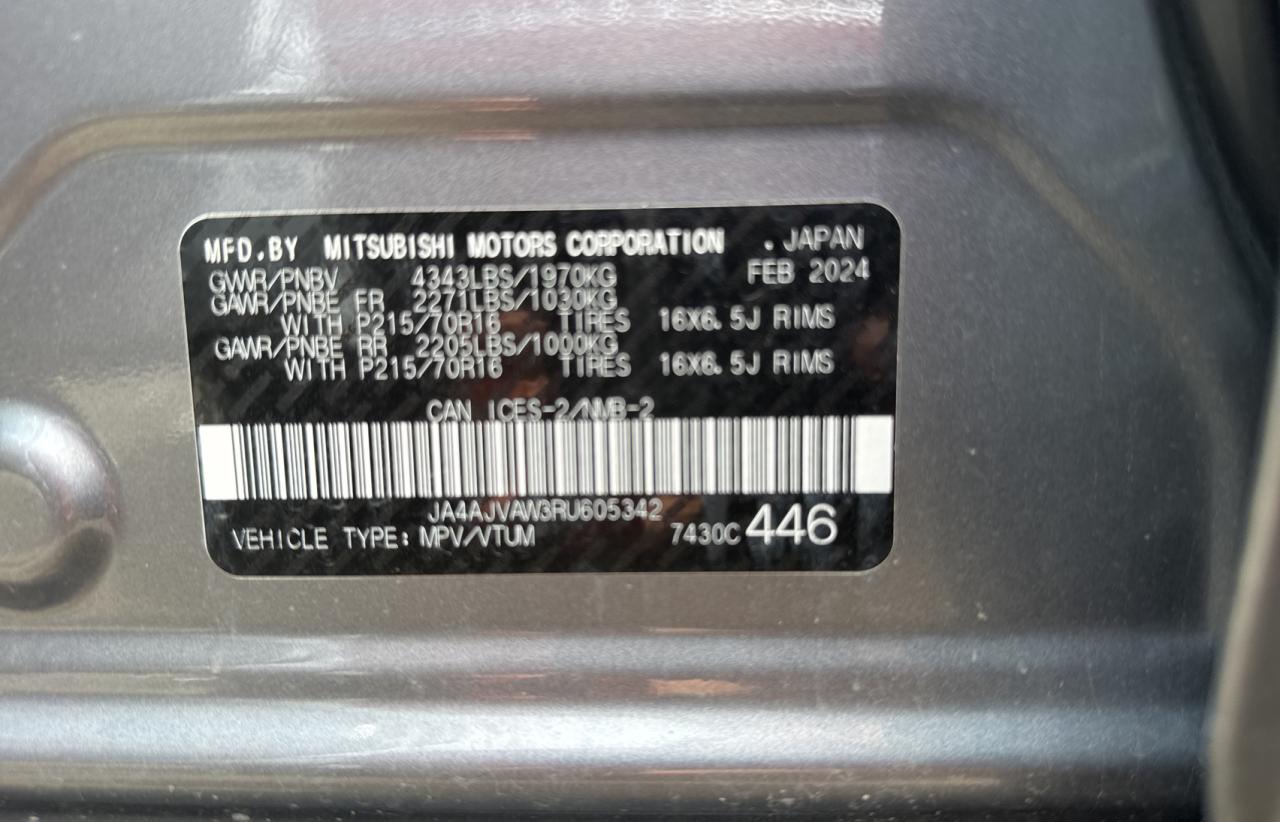 MFD.BY MITSUBISHI MOTORS CORPORATION . JAPAN
GWWR/PNBV 4343LBS/1970KG FEB 2024
GAWR/PNBE FR 2271LBS/1030KG
WITH P215/70R16 TIRES 16X6.5J RIMS
GAWR/PNBE RR 2205LBS/1000KG
WITH P215/70R16 TIRES 16X6.5J RIMS
CAN ICES-2/NMB-2
JA4AJVAW3RU605342
VEHICLE TYPE: MPV/VTUM 7430C 446